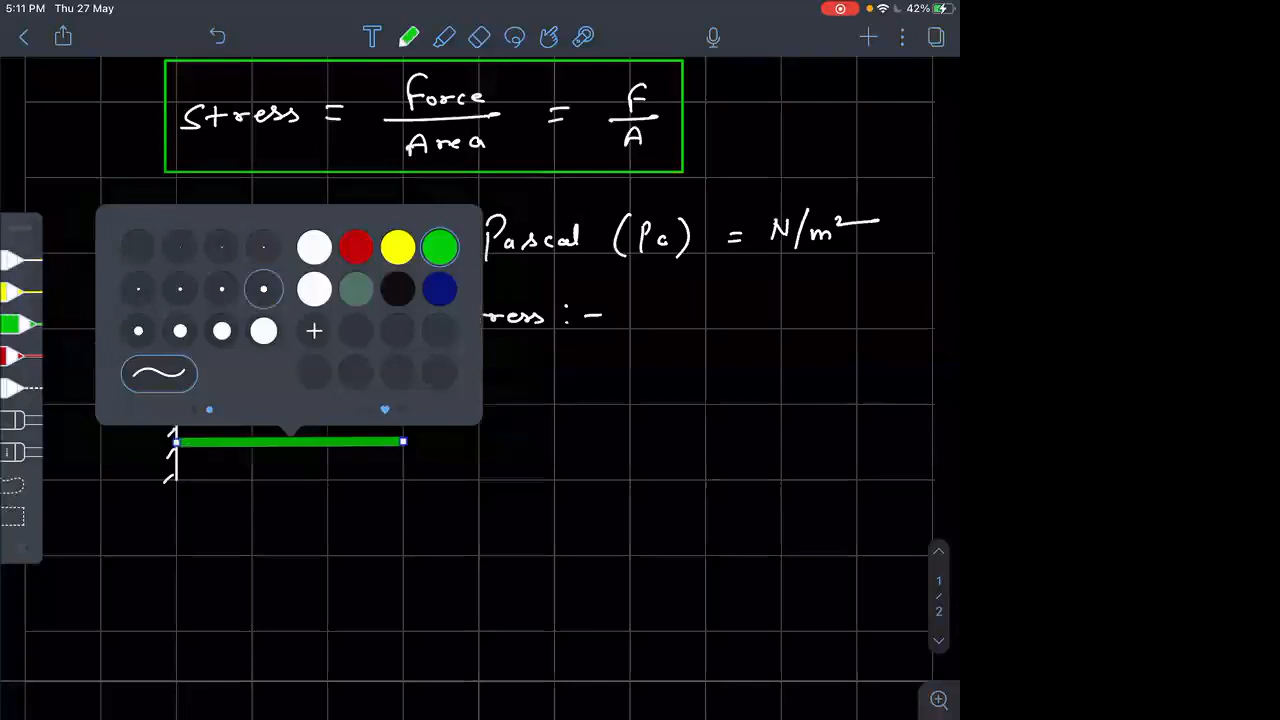 5:11 PM Thu 27 May 42%
T
Stress = Force / Area = F / A
Pascal (Pa) = N/m²
ress :-
1
/
2